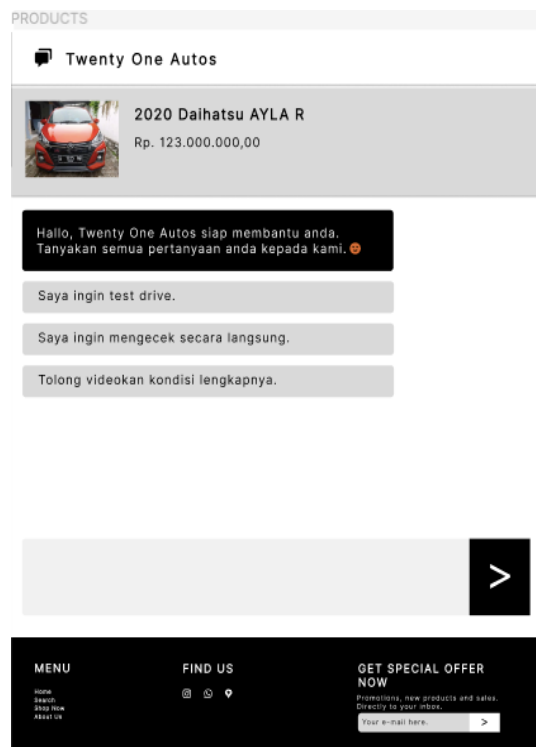 PRODUCTS
Twenty One Autos
2020 Daihatsu AYLA R
Rp. 123.000.000,00
Hallo, Twenty One Autos siap membantu anda.
Tanyakan semua pertanyaan anda kepada kami.
Saya ingin test drive.
Saya ingin mengecek secara langsung.
Tolong videokan kondisi lengkapnya.
>
MENU
Home
Search
Shop Now
About Us
FIND US
GET SPECIAL OFFER
NOW
Promotions, new products and sales.
Directly to your inbox.
Your e-mail here.
>